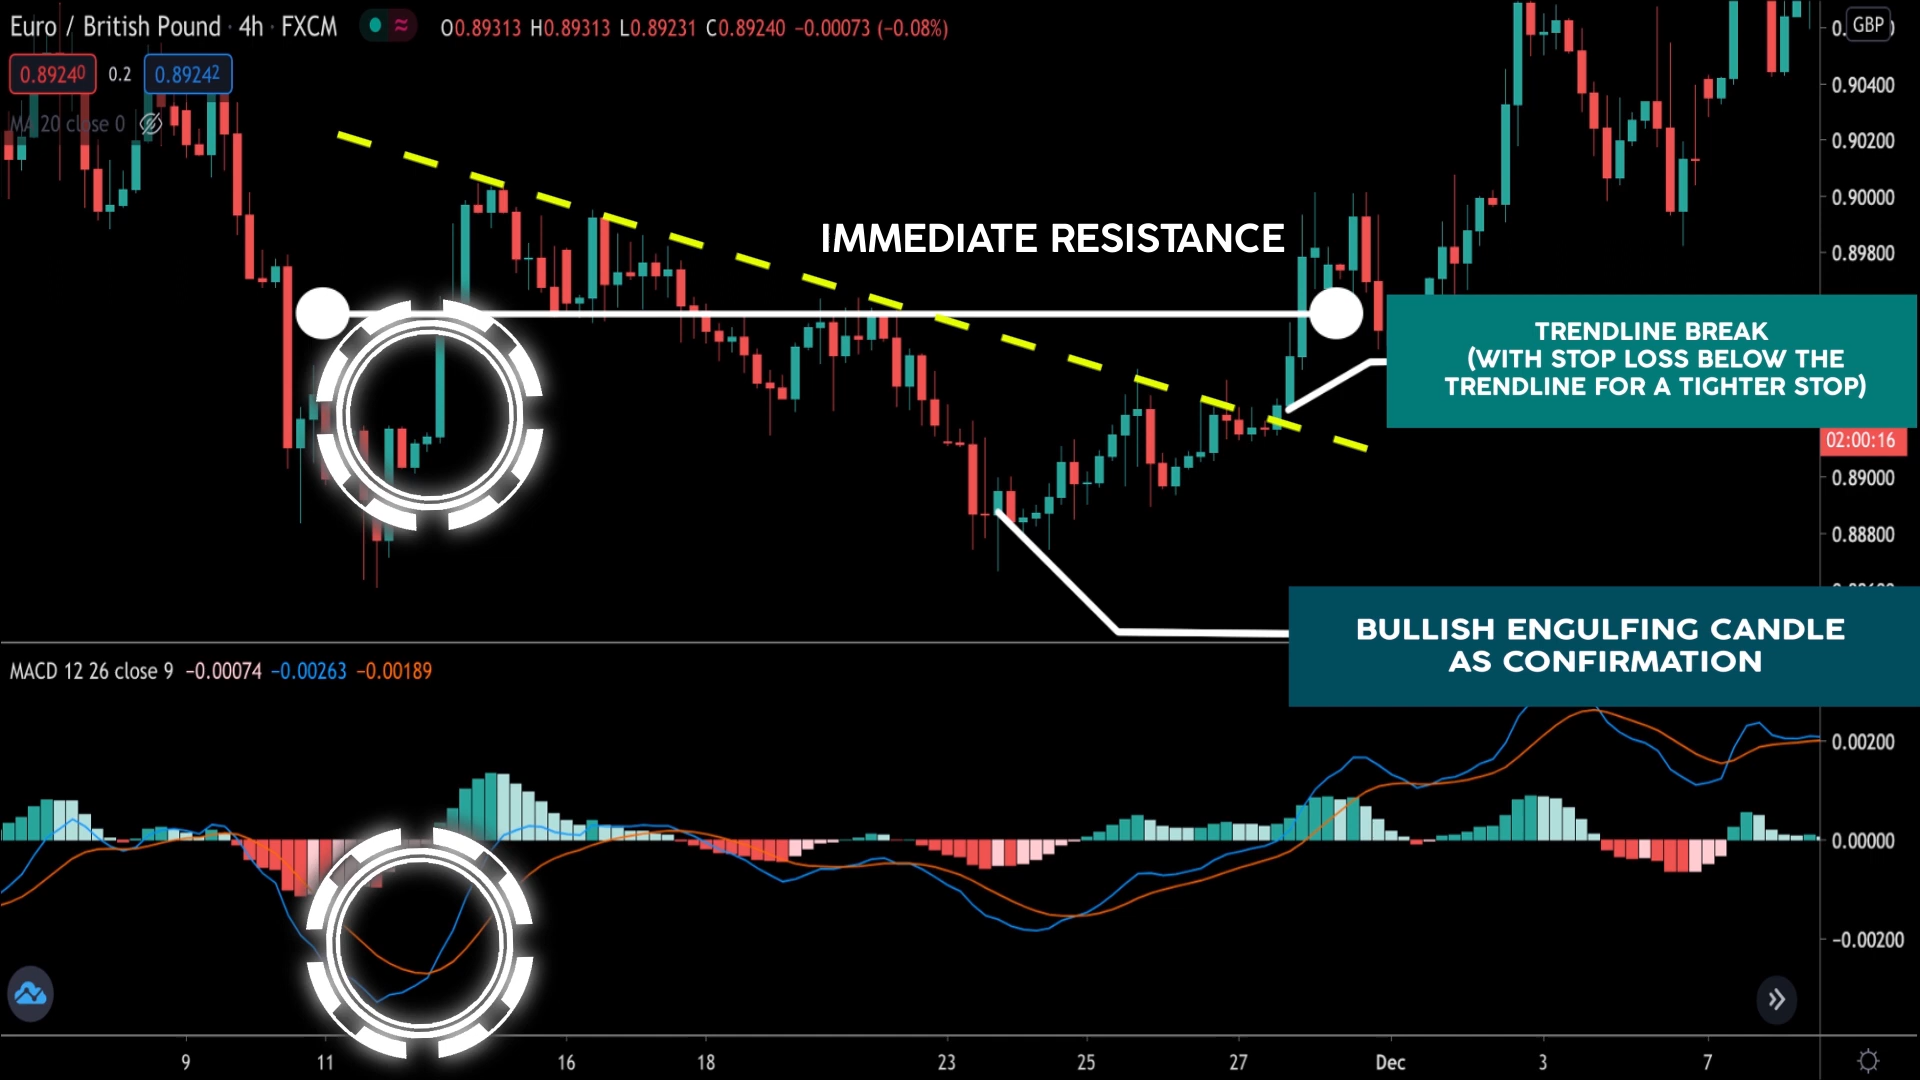 Euro / British Pound · 4h · FXCM
O0.89313 H0.89313 L0.89231 C0.89240 −0.00073 (−0.08%)
0.89240 0.2 0.89242
MA 20 close 0
GBP
0.90400
0.90200
0.90000
0.89800
IMMEDIATE RESISTANCE
TRENDLINE BREAK
(WITH STOP LOSS BELOW THE
TRENDLINE FOR A TIGHTER STOP)
02:00:16
0.89000
0.88800
BULLISH ENGULFING CANDLE
AS CONFIRMATION
MACD 12 26 close 9 −0.00074 −0.00263 −0.00189
0.00200
0.00000
−0.00200
9 11 16 18 23 25 27 Dec 3 7